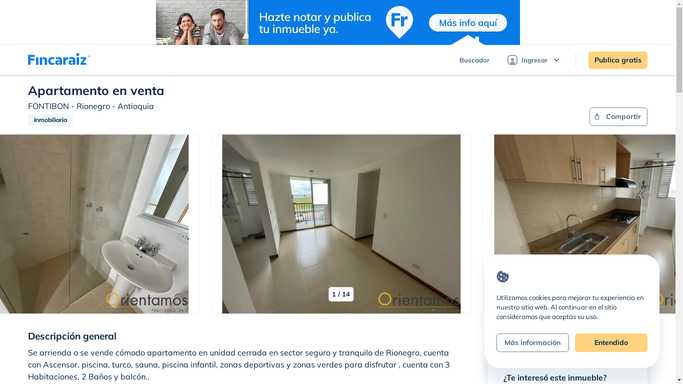 Hazte notar y publica
tu inmueble ya.
Fr
Más info aquí
Fincaraiz
Buscador
Ingresar
Publica gratis
Apartamento en venta
FONTIBON - Rionegro - Antioquia
Inmobiliaria
Compartir
Orientamos
1 / 14
Orientamos
Utilizamos cookies para mejorar tu experiencia en
nuestro sitio web. Al continuar en el sitio
consideramos que aceptas su uso.
Más información
Entendido
Descripción general
Se arrienda o se vende cómodo apartamento en unidad cerrada en sector seguro y tranquilo de Rionegro, cuenta
con Ascensor, piscina, turco, sauna, piscina infantil, zonas deportivas y zonas verdes para disfrutar . cuenta con 3
Habitaciones, 2 Baños y balcón..
¿Te interesó este inmueble?